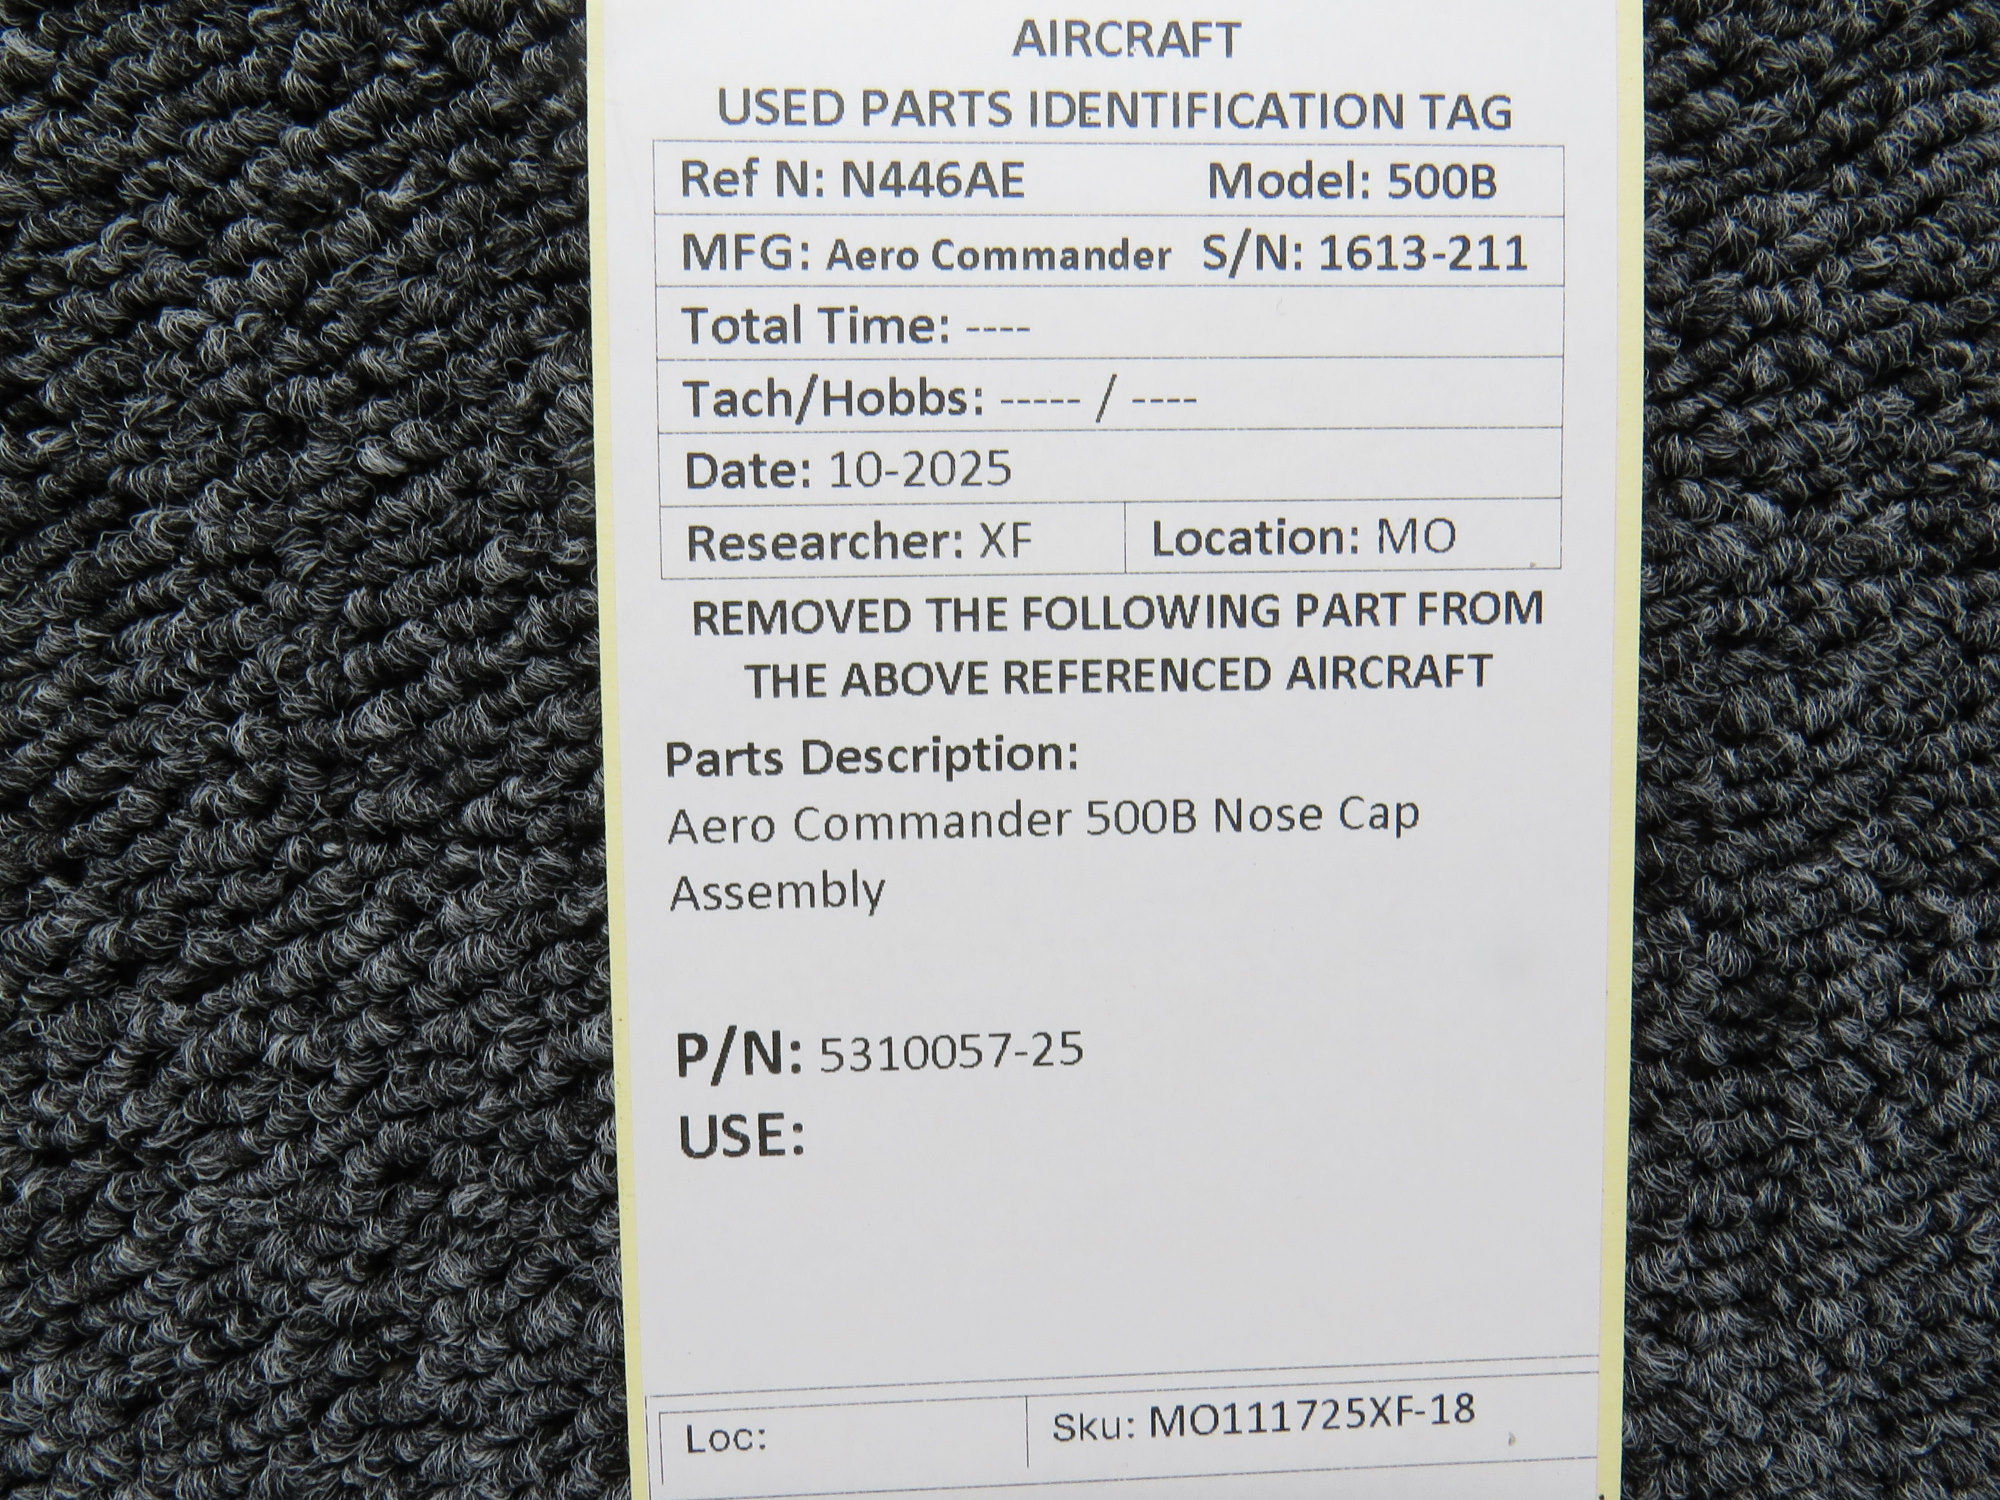 AIRCRAFT
USED PARTS IDENTIFICATION TAG
Ref N: N446AE Model: 500B
MFG: Aero Commander S/N: 1613-211
Total Time: ----
Tach/Hobbs: ----- / ----
Date: 10-2025
Researcher: XF Location: MO
REMOVED THE FOLLOWING PART FROM
THE ABOVE REFERENCED AIRCRAFT
Parts Description:
Aero Commander 500B Nose Cap
Assembly
P/N: 5310057-25
USE:
Loc: Sku: MO111725XF-18